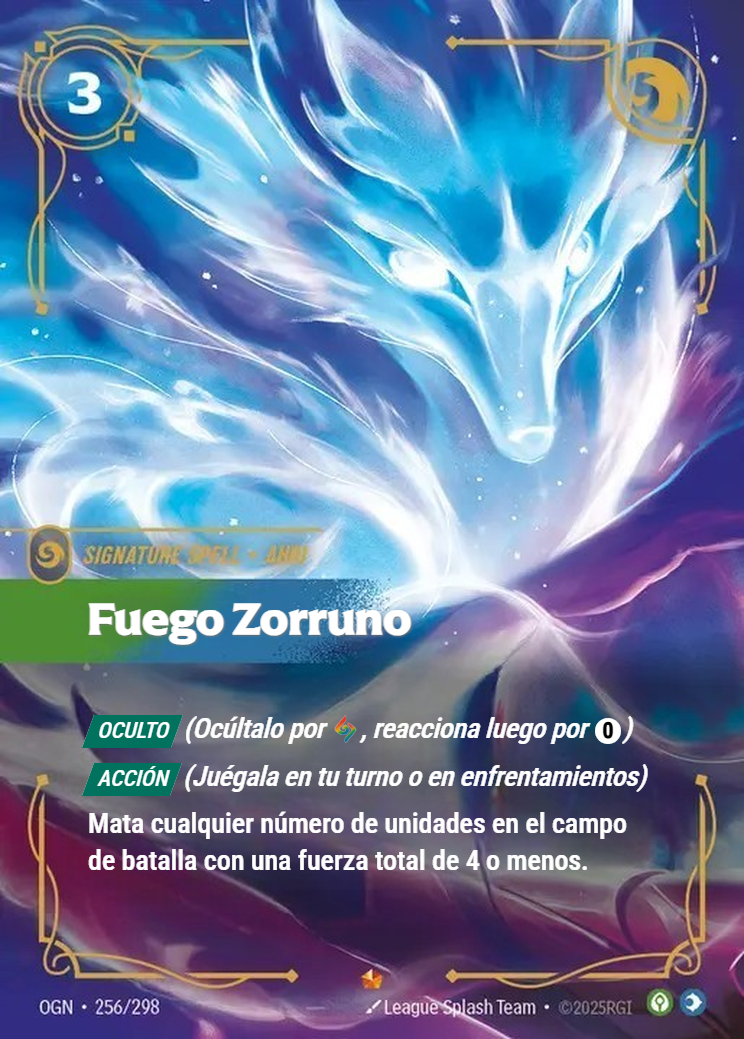 3
SIGNATURE SPELL • AHRI
Fuego Zorruno
OCULTO (Ocúltalo por , reacciona luego por 0)
ACCIÓN (Juégala en tu turno o en enfrentamientos)
Mata cualquier número de unidades en el campo
de batalla con una fuerza total de 4 o menos.
OGN • 256/298
League Splash Team • ©2025RGI